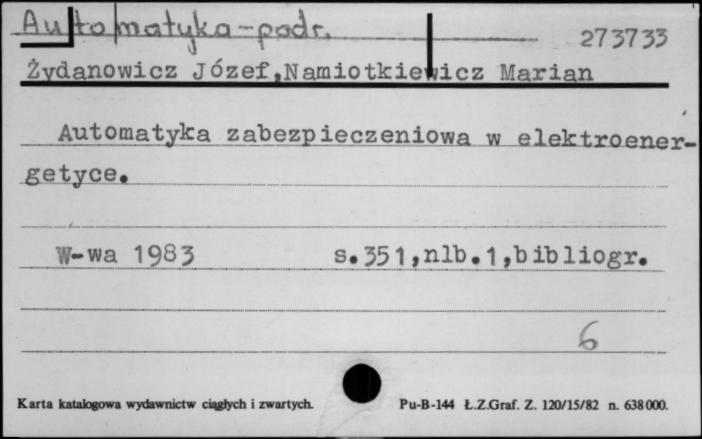 Automatyka-podr. 273733
Żydanowicz Józef,Namiotkiewicz Marian
Automatyka zabezpieczeniowa w elektroener-
getyce.
W-wa 1983 s.351,nlb.1,bibliogr.
6
Karta katalogowa wydawnictw ciągłych i zwartych. Pu-B-144 Ł.Z.Graf. Z. 120/15/82 n. 638000.